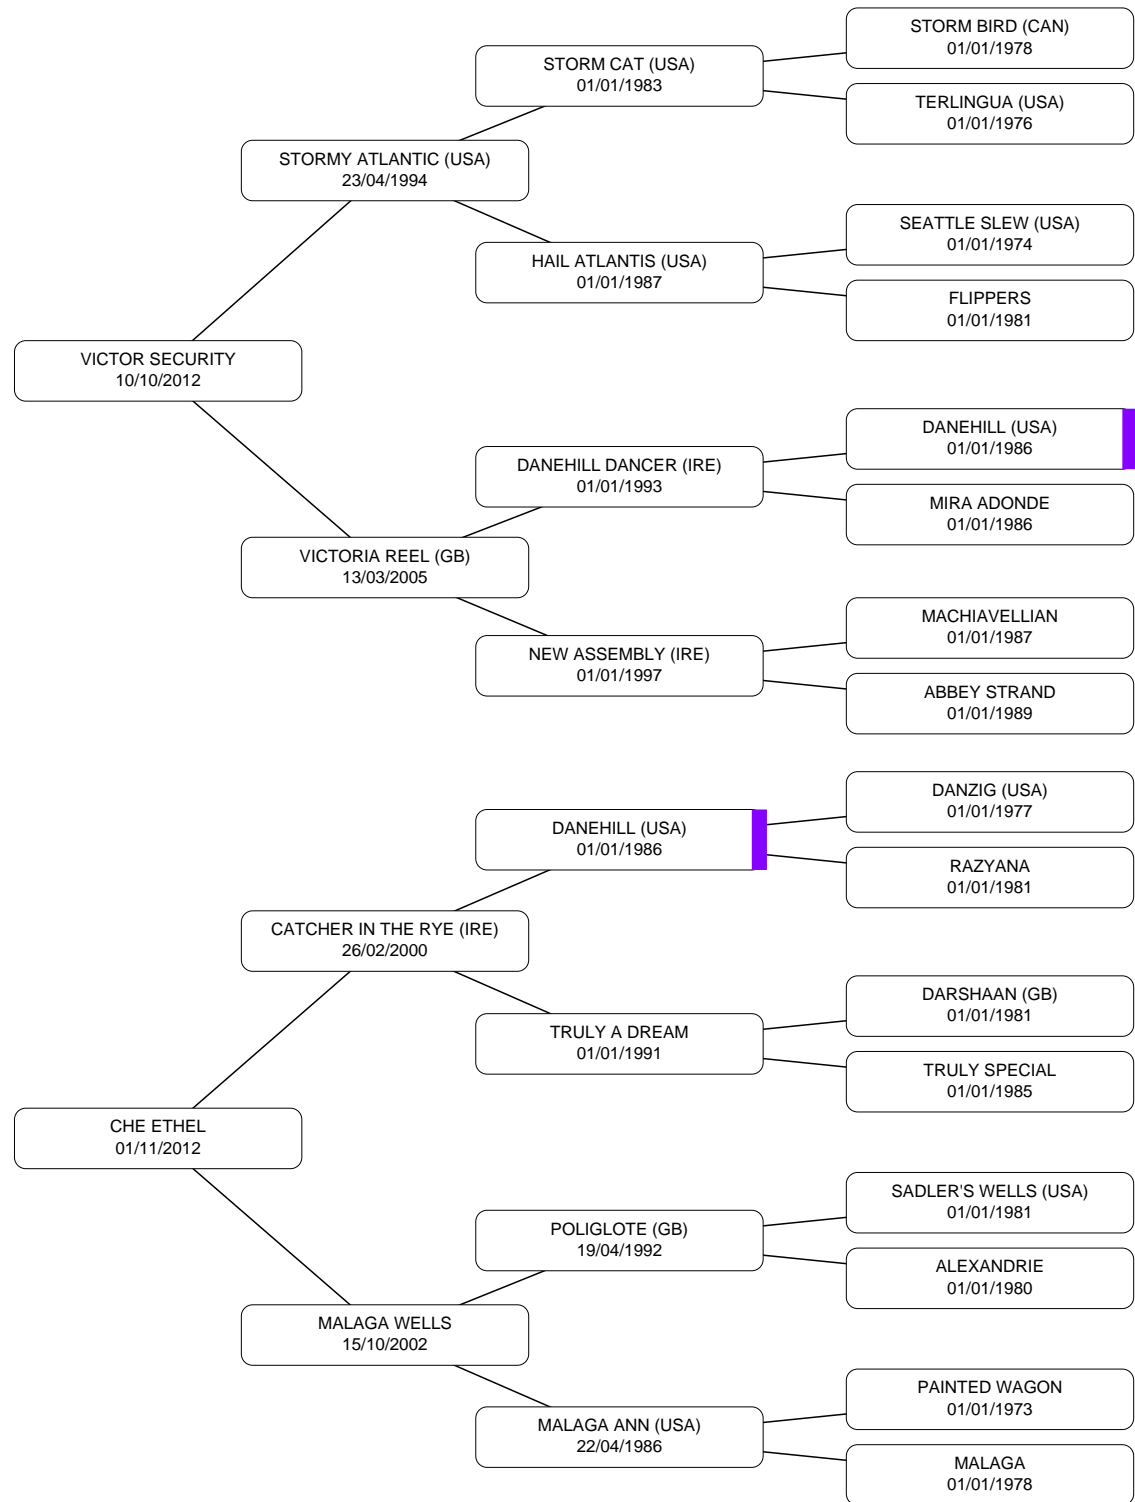 STORM BIRD (CAN)
01/01/1978
STORM CAT (USA)
01/01/1983
TERLINGUA (USA)
01/01/1976
STORMY ATLANTIC (USA)
23/04/1994
SEATTLE SLEW (USA)
01/01/1974
HAIL ATLANTIS (USA)
01/01/1987
FLIPPERS
01/01/1981
VICTOR SECURITY
10/10/2012
DANEHILL (USA)
01/01/1986
DANEHILL DANCER (IRE)
01/01/1993
MIRA ADONDE
01/01/1986
VICTORIA REEL (GB)
13/03/2005
MACHIAVELLIAN
01/01/1987
NEW ASSEMBLY (IRE)
01/01/1997
ABBEY STRAND
01/01/1989
DANZIG (USA)
01/01/1977
DANEHILL (USA)
01/01/1986
RAZYANA
01/01/1981
CATCHER IN THE RYE (IRE)
26/02/2000
DARSHAAN (GB)
01/01/1981
TRULY A DREAM
01/01/1991
TRULY SPECIAL
01/01/1985
CHE ETHEL
01/11/2012
SADLER'S WELLS (USA)
01/01/1981
POLIGLOTE (GB)
19/04/1992
ALEXANDRIE
01/01/1980
MALAGA WELLS
15/10/2002
PAINTED WAGON
01/01/1973
MALAGA ANN (USA)
22/04/1986
MALAGA
01/01/1978